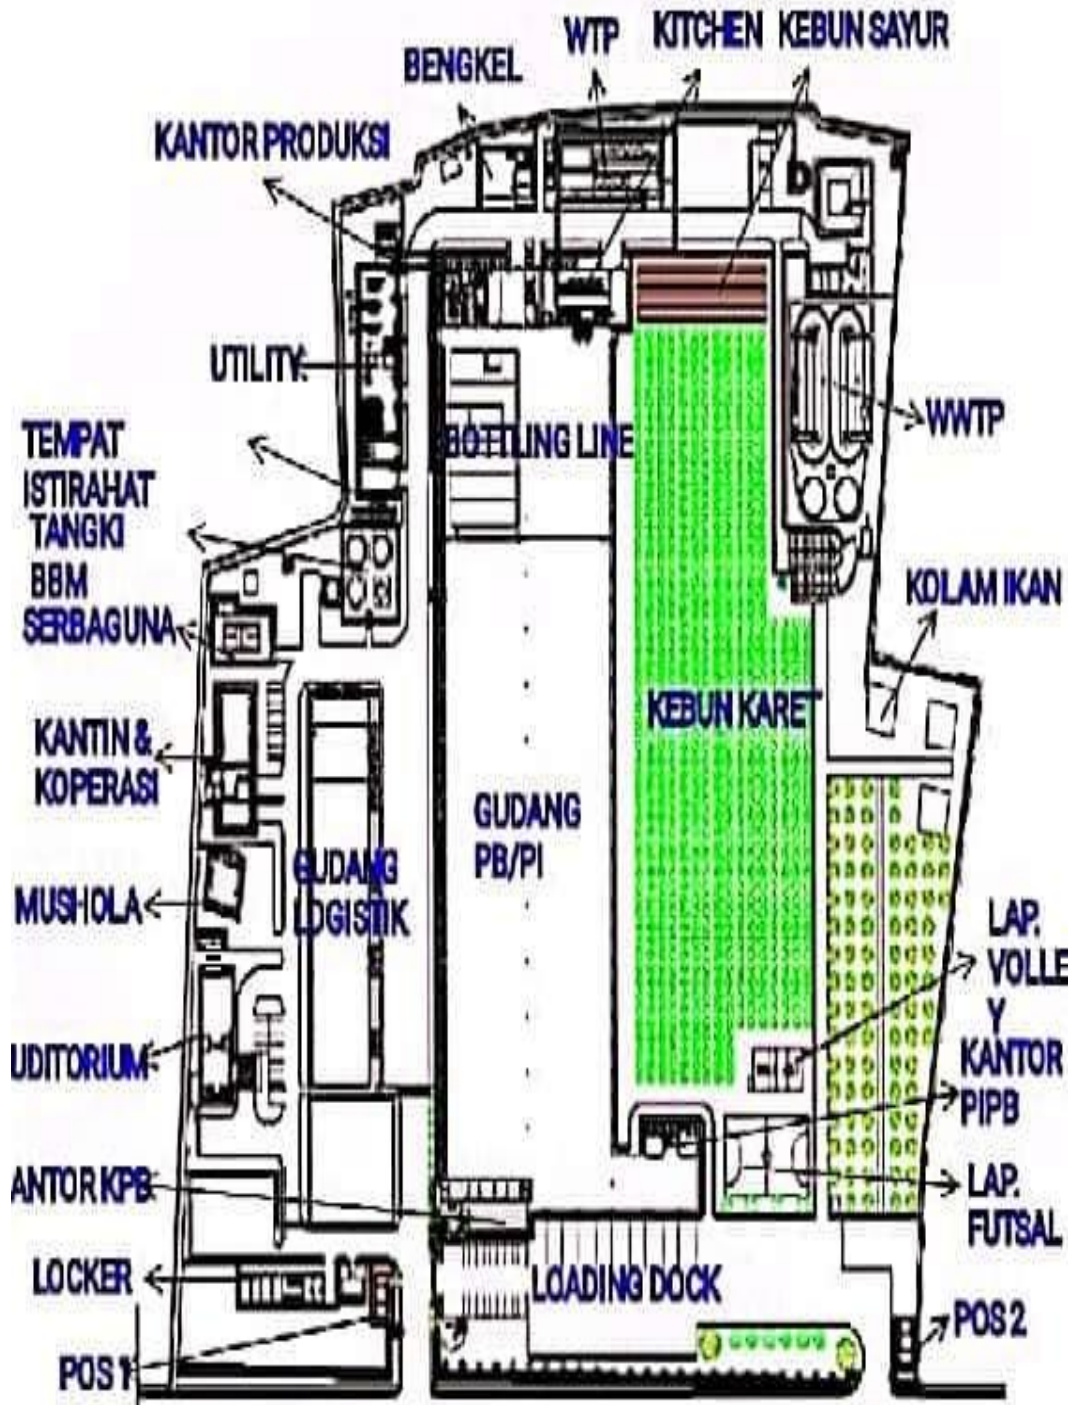 WTP
KITCHEN
KEBUN SAYUR
BENGKEL
KANTOR PRODUKSI
UTILITY
BOTTLING LINE
WWTP
TEMPAT
ISTIRAHAT
TANGKI
BBM
SERBAGUNA
KOLAM IKAN
KEBUN KARET
KANTIN &
KOPERASI
GUDANG
PB/PI
GUDANG
LOGISTIK
MUSHOLA
LAP.
VOLLE
Y
KANTOR
PIPB
UDITORIUM
ANTOR KPB
LAP.
FUTSAL
LOCKER
LOADING DOCK
POS 2
POS 1